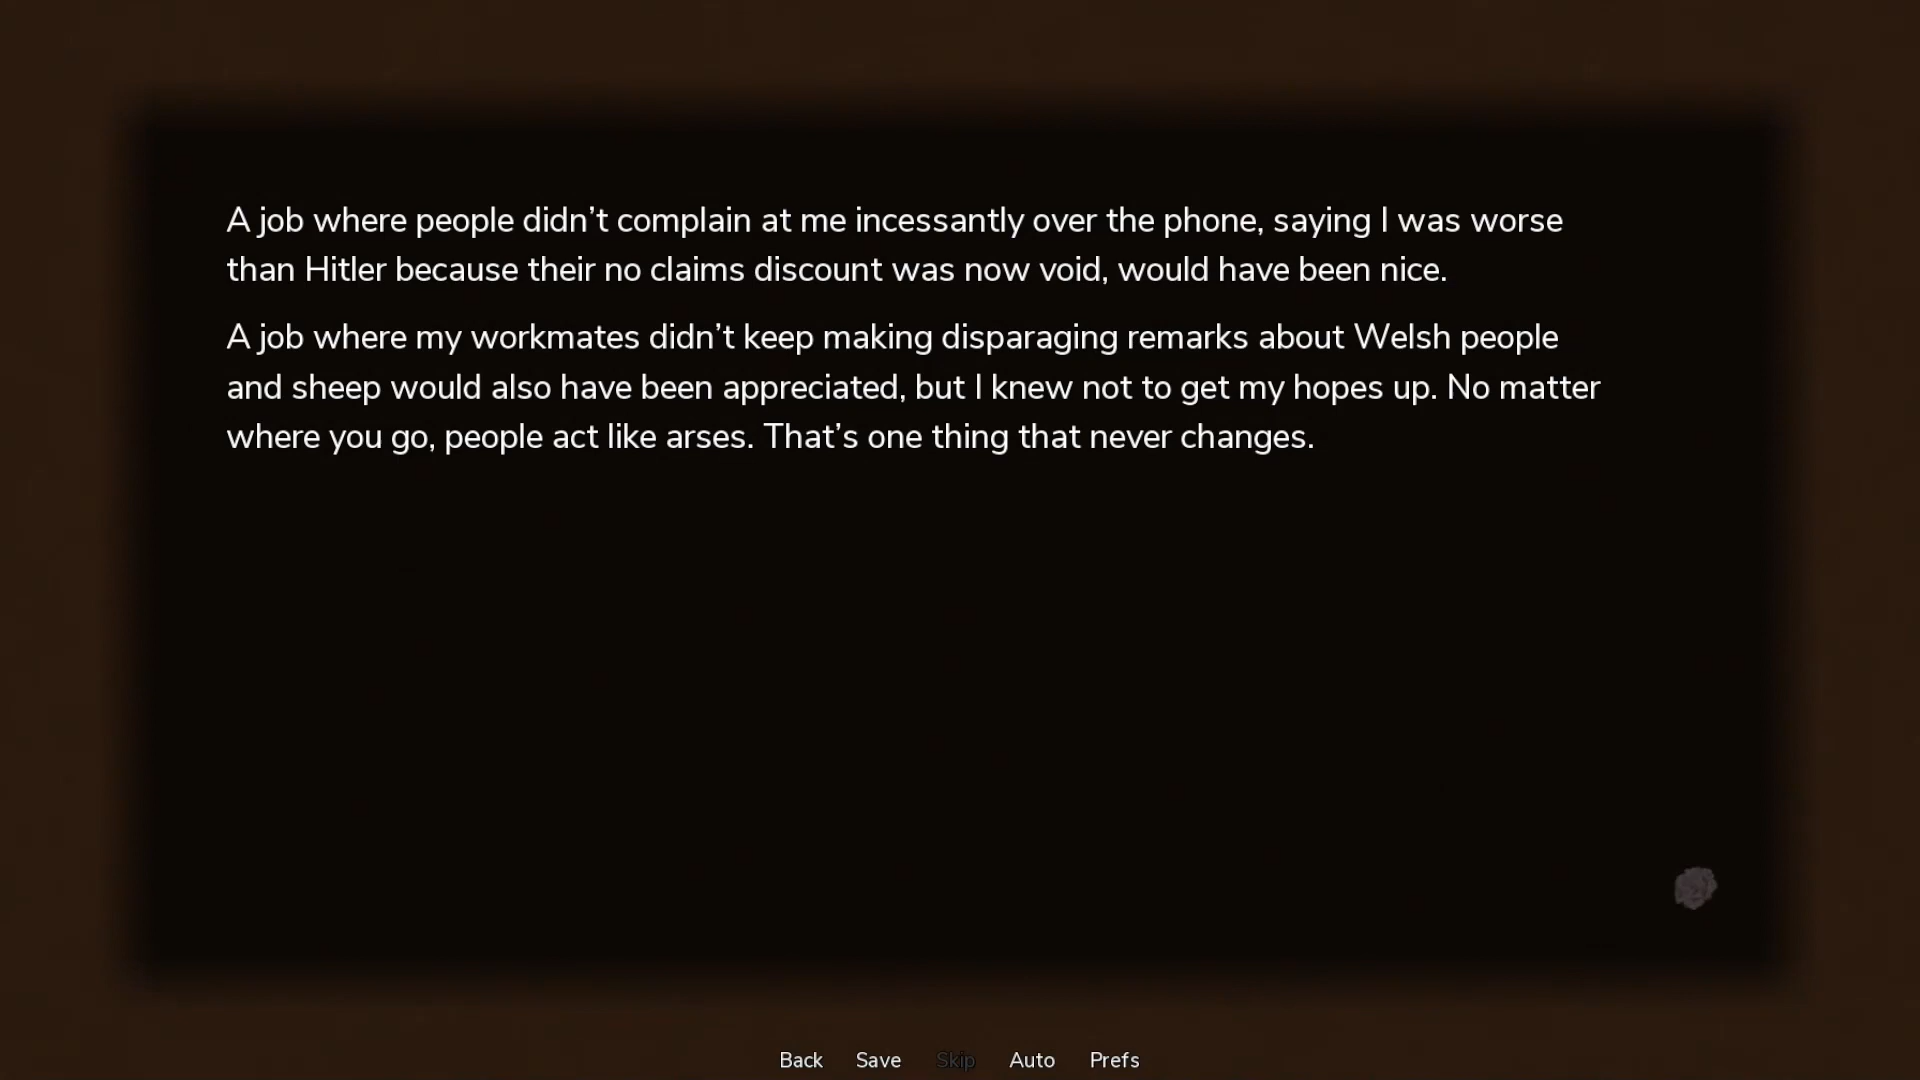 A job where people didn’t complain at me incessantly over the phone, saying I was worse
than Hitler because their no claims discount was now void, would have been nice.
A job where my workmates didn’t keep making disparaging remarks about Welsh people
and sheep would also have been appreciated, but I knew not to get my hopes up. No matter
where you go, people act like arses. That’s one thing that never changes.
Back Save Skip Auto Prefs